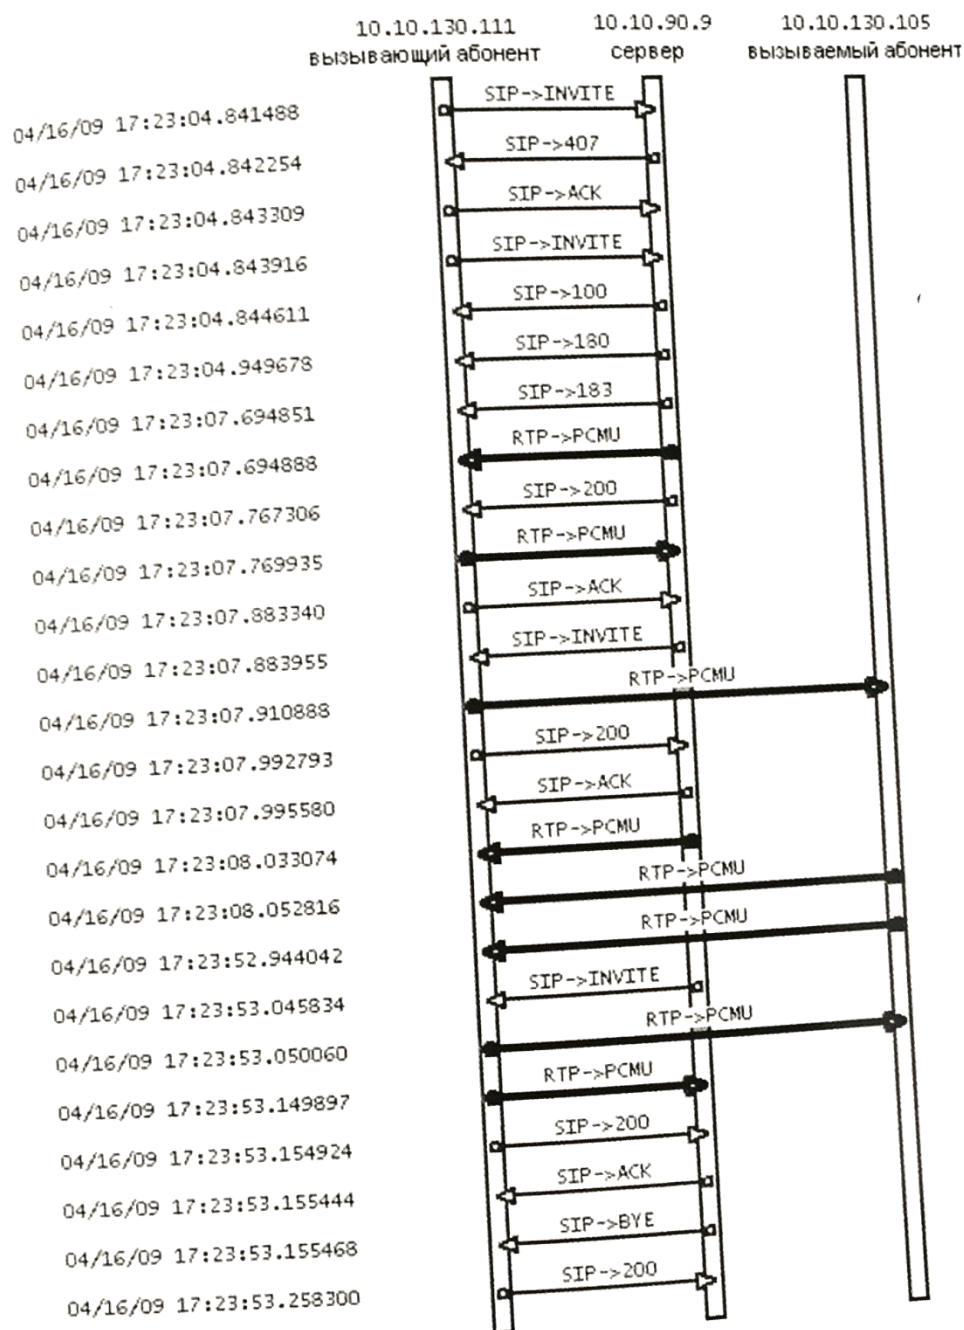 10.10.130.111 10.10.90.9 10.10.130.105
вызывающий абонент сервер вызываемый абонент
04/16/09 17:23:04.841488 SIP->INVITE
04/16/09 17:23:04.842254 SIP->407
04/16/09 17:23:04.843309 SIP->ACK
04/16/09 17:23:04.843916 SIP->INVITE
04/16/09 17:23:04.844611 SIP->100
04/16/09 17:23:04.949678 SIP->180
04/16/09 17:23:07.694851 SIP->183
04/16/09 17:23:07.694888 RTP->PCMU
04/16/09 17:23:07.767306 SIP->200
04/16/09 17:23:07.769935 RTP->PCMU
04/16/09 17:23:07.883340 SIP->ACK
04/16/09 17:23:07.883955 SIP->INVITE
04/16/09 17:23:07.910888 RTP->PCMU
04/16/09 17:23:07.992793 SIP->200
04/16/09 17:23:07.995580 SIP->ACK
04/16/09 17:23:08.033074 RTP->PCMU
04/16/09 17:23:08.052816 RTP->PCMU
04/16/09 17:23:52.944042 RTP->PCMU
04/16/09 17:23:53.045834 SIP->INVITE
04/16/09 17:23:53.050060 RTP->PCMU
04/16/09 17:23:53.149897 RTP->PCMU
04/16/09 17:23:53.154924 SIP->200
04/16/09 17:23:53.155444 SIP->ACK
04/16/09 17:23:53.155468 SIP->BYE
04/16/09 17:23:53.258300 SIP->200